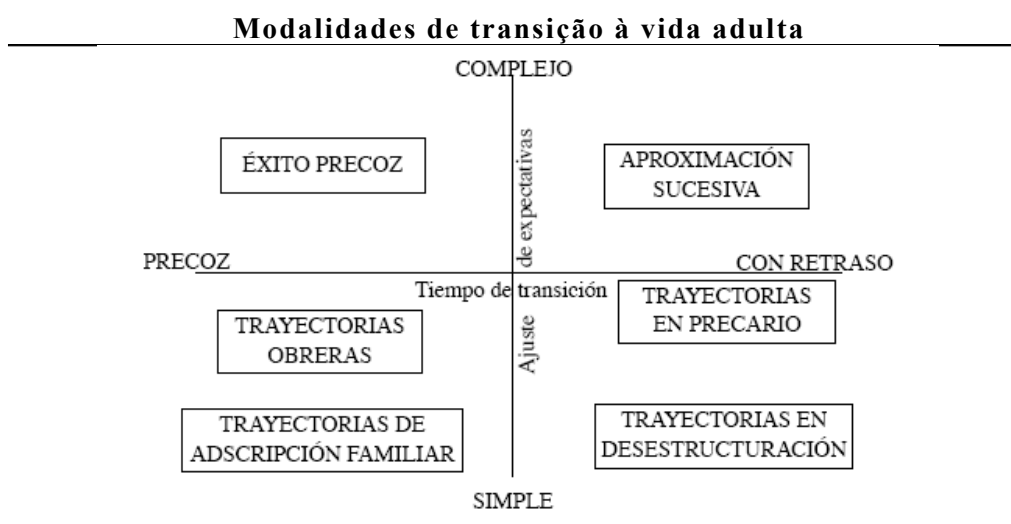 Modalidades de transição à vida adulta
COMPLEJO
ÉXITO PRECOZ
de expectativas
APROXIMACIÓN
SUCESIVA
PRECOZ
CON RETRASO
Tiempo de transición
TRAYECTORIAS
OBRERAS
Ajuste
TRAYECTORIAS
EN PRECARIO
TRAYECTORIAS DE
ADSCRIPCIÓN FAMILIAR
TRAYECTORIAS EN
DESESTRUCTURACIÓN
SIMPLE